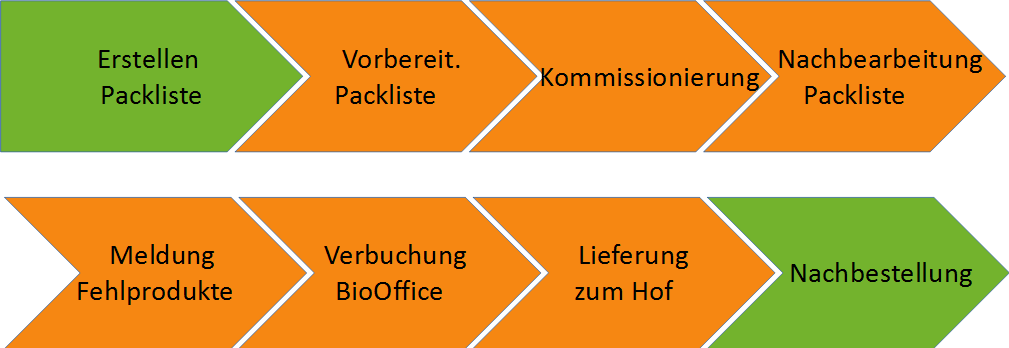 Erstellen
Packliste
Vorbereit.
Packliste
Kommissionierung
Nachbearbeitung
Packliste
Meldung
Fehlprodukte
Verbuchung
BioOffice
Lieferung
zum Hof
Nachbestellung